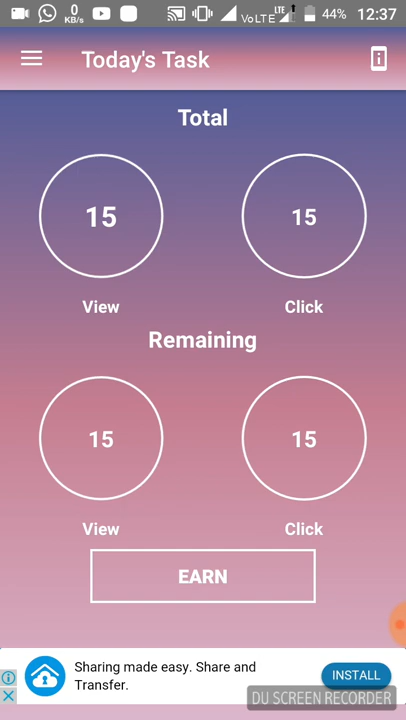 0
KB/s
VoLTE LTE 44% 12:37
Today's Task
Total
15 15
View Click
Remaining
15 15
View Click
EARN
Sharing made easy. Share and
Transfer.
INSTALL
DU SCREEN RECORDER